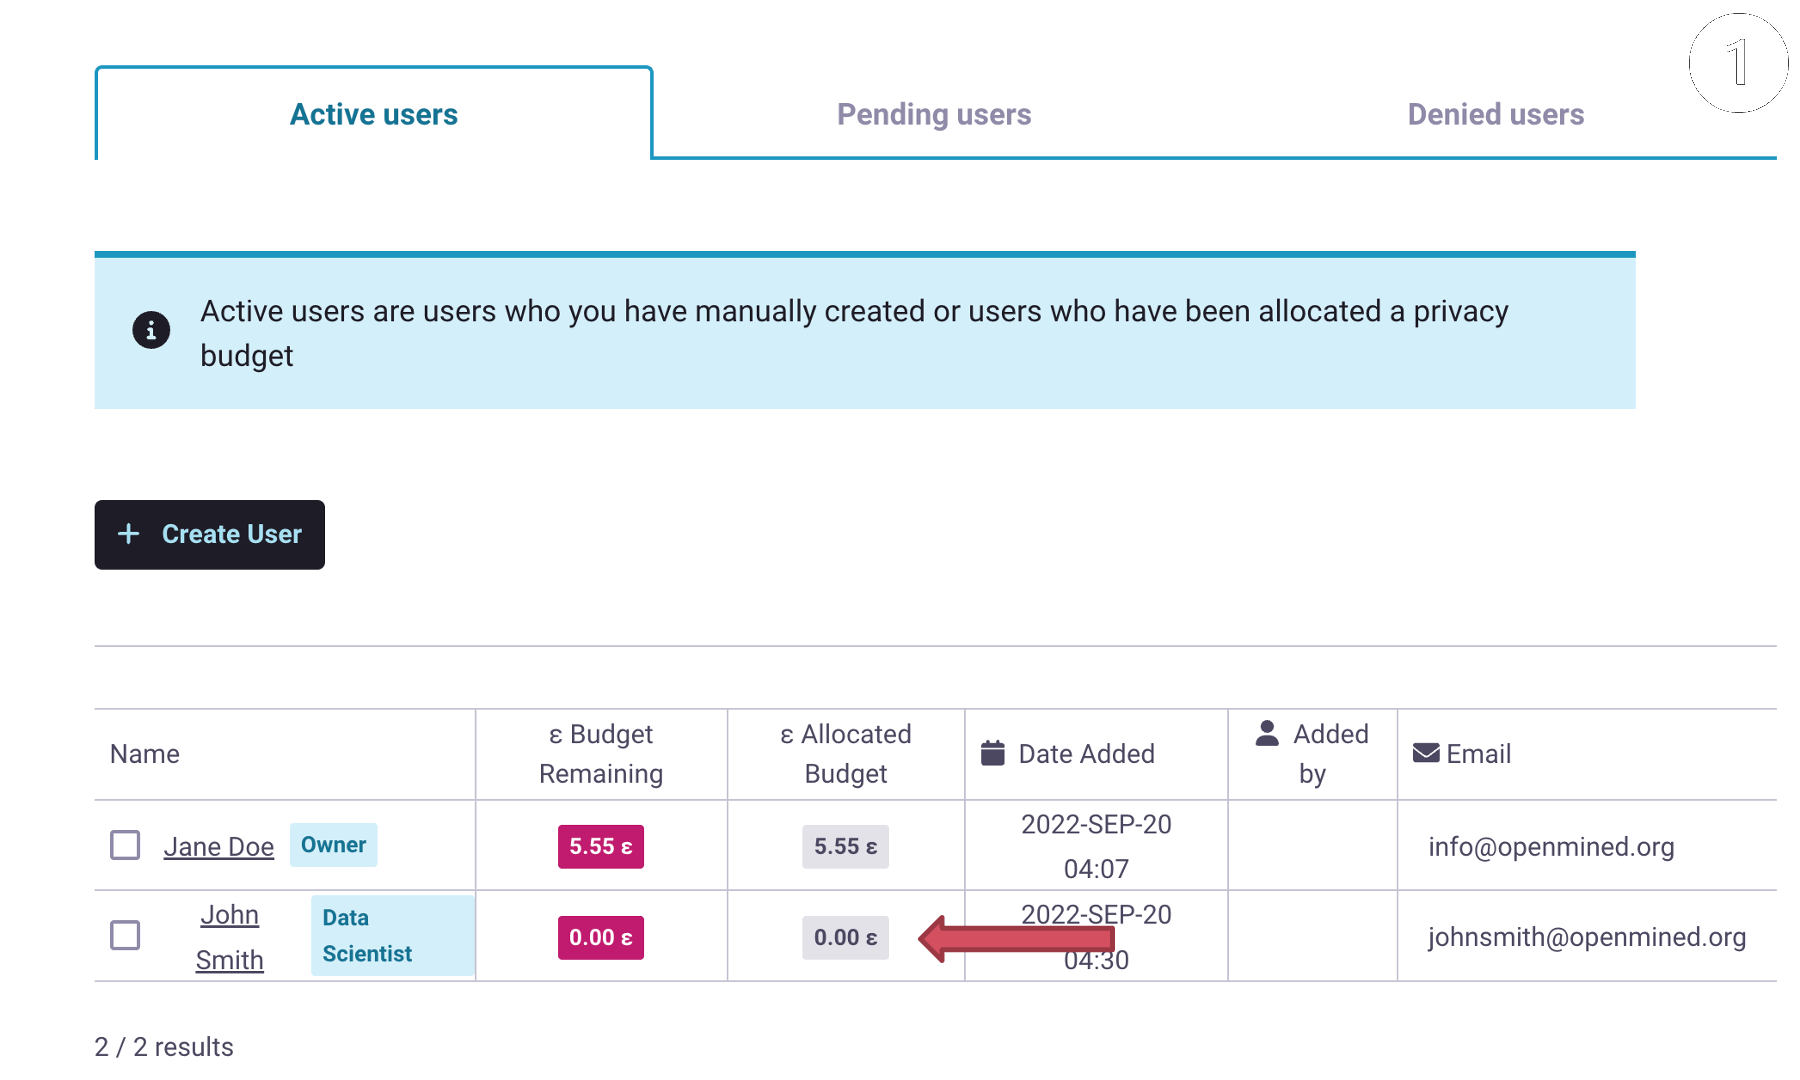 1
Active users
Pending users
Denied users
Active users are users who you have manually created or users who have been allocated a privacy
budget
+ Create User
Name
ε Budget
Remaining
ε Allocated
Budget
Date Added
Added
by
Email
Jane Doe
Owner
5.55 ε
5.55 ε
2022-SEP-20
04:07
info@openmined.org
John
Smith
Data
Scientist
0.00 ε
0.00 ε
2022-SEP-20
04:30
johnsmith@openmined.org
2 / 2 results